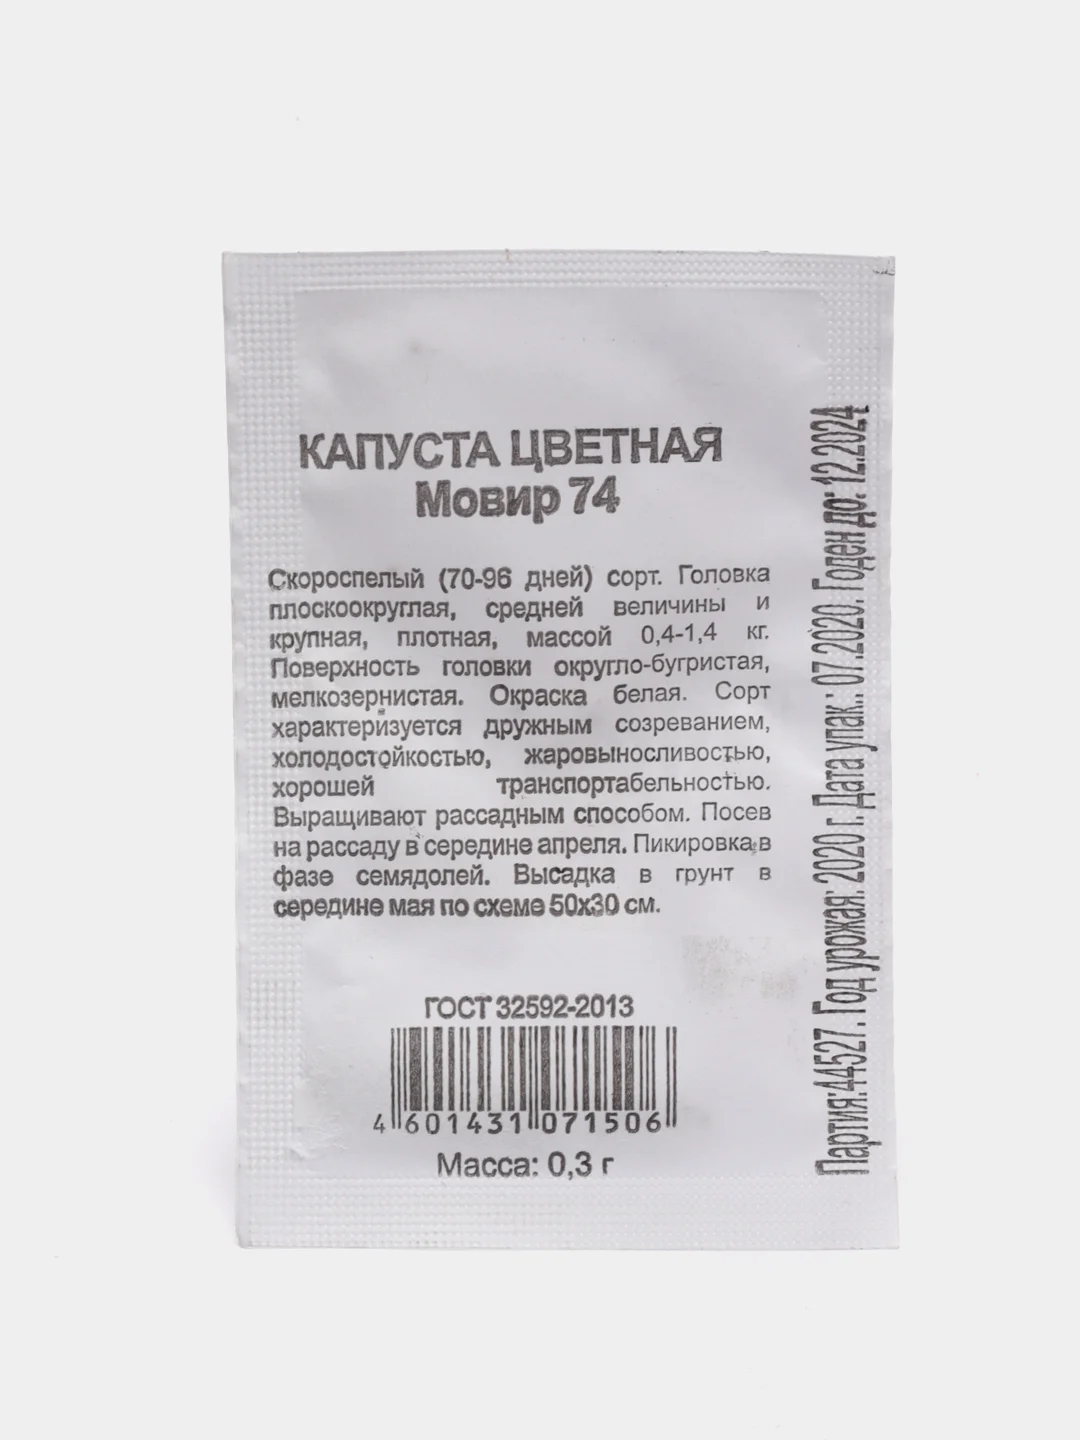 КАПУСТА ЦВЕТНАЯ
Мовир 74
Скороспелый (70-96 дней) сорт. Головка
плоскоокруглая, средней величины и
крупная, плотная, массой 0,4-1,4 кг.
Поверхность головки округло-бугристая,
мелкозернистая. Окраска белая. Сорт
характеризуется дружным созреванием,
холодостойкостью, жаровыносливостью,
хорошей транспортабельностью.
Выращивают рассадным способом. Посев
на рассаду в середине апреля. Пикировка в
фазе семядолей. Высадка в грунт в
середине мая по схеме 50x30 см.
ГОСТ 32592-2013
4 601431 071506
Масса: 0,3 г
Партия:44527. Год урожая: 2020 г. Дата упак.: 07.2020. Годен до: 12.2024